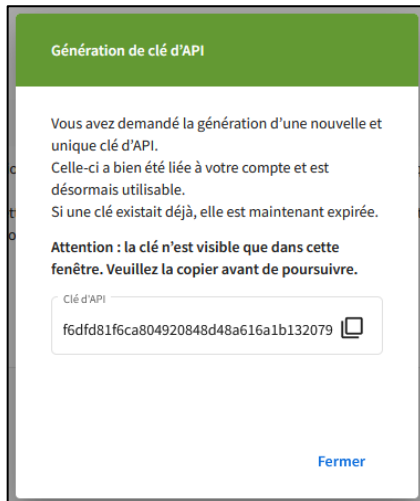 Génération de clé d'API
Vous avez demandé la génération d'une nouvelle et
unique clé d'API.
Celle-ci a bien été liée à votre compte et est
désormais utilisable.
Si une clé existait déjà, elle est maintenant expirée.
Attention : la clé n'est visible que dans cette
fenêtre. Veuillez la copier avant de poursuivre.
Clé d'API
f6dfd81f6ca804920848d48a616a1b132079
Fermer